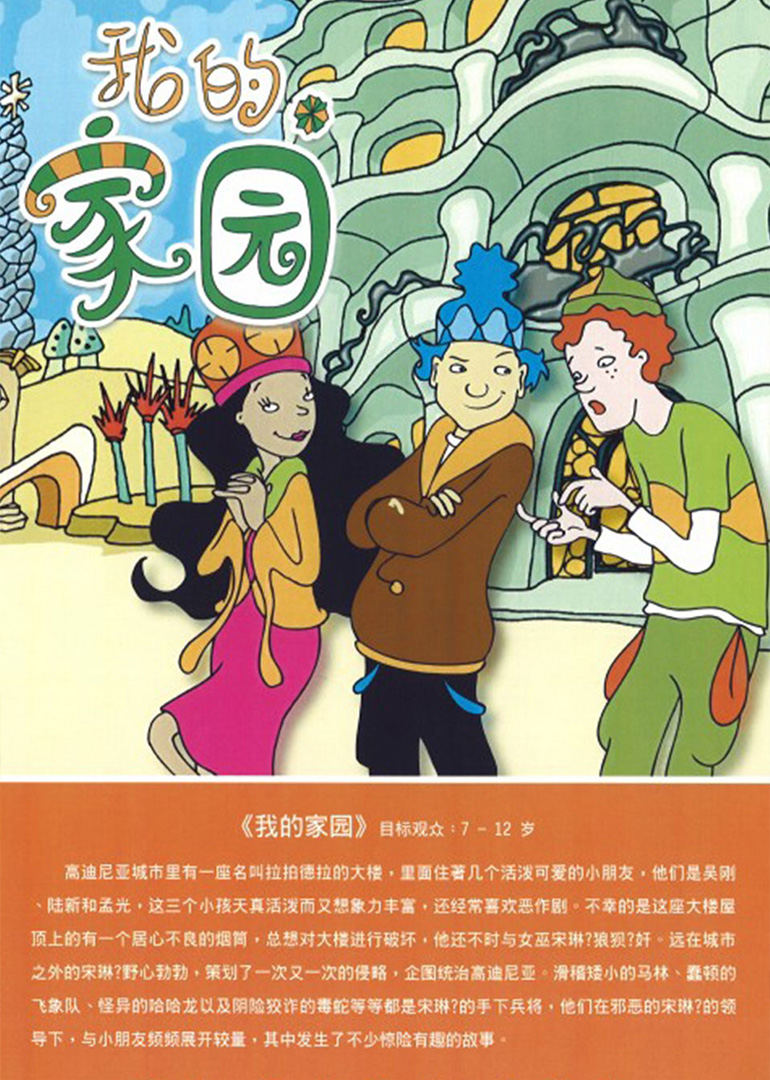 我的
家园
《我的家园》目标观众：7 - 12 岁
高迪尼亚城市里有一座名叫拉拍德拉的大楼，里面住著几个活泼可爱的小朋友，他们是吴刚
、陆新和孟光，这三个小孩天真活泼而又想象力丰富，还经常喜欢恶作剧。不幸的是这座大楼屋
顶上的有一个居心不良的烟筒，总想对大楼进行破坏，他还不时与女巫宋琳?狼狈?奸。远在城市
之外的宋琳?野心勃勃，策划了一次又一次的侵略，企图统治高迪尼亚。滑稽矮小的马林、蠢顿的
飞象队、怪异的哈哈龙以及阴险狡诈的毒蛇等等都是宋琳?的手下兵将，他们在邪恶的宋琳?的领
导下，与小朋友频频展开较量，其中发生了不少惊险有趣的故事。